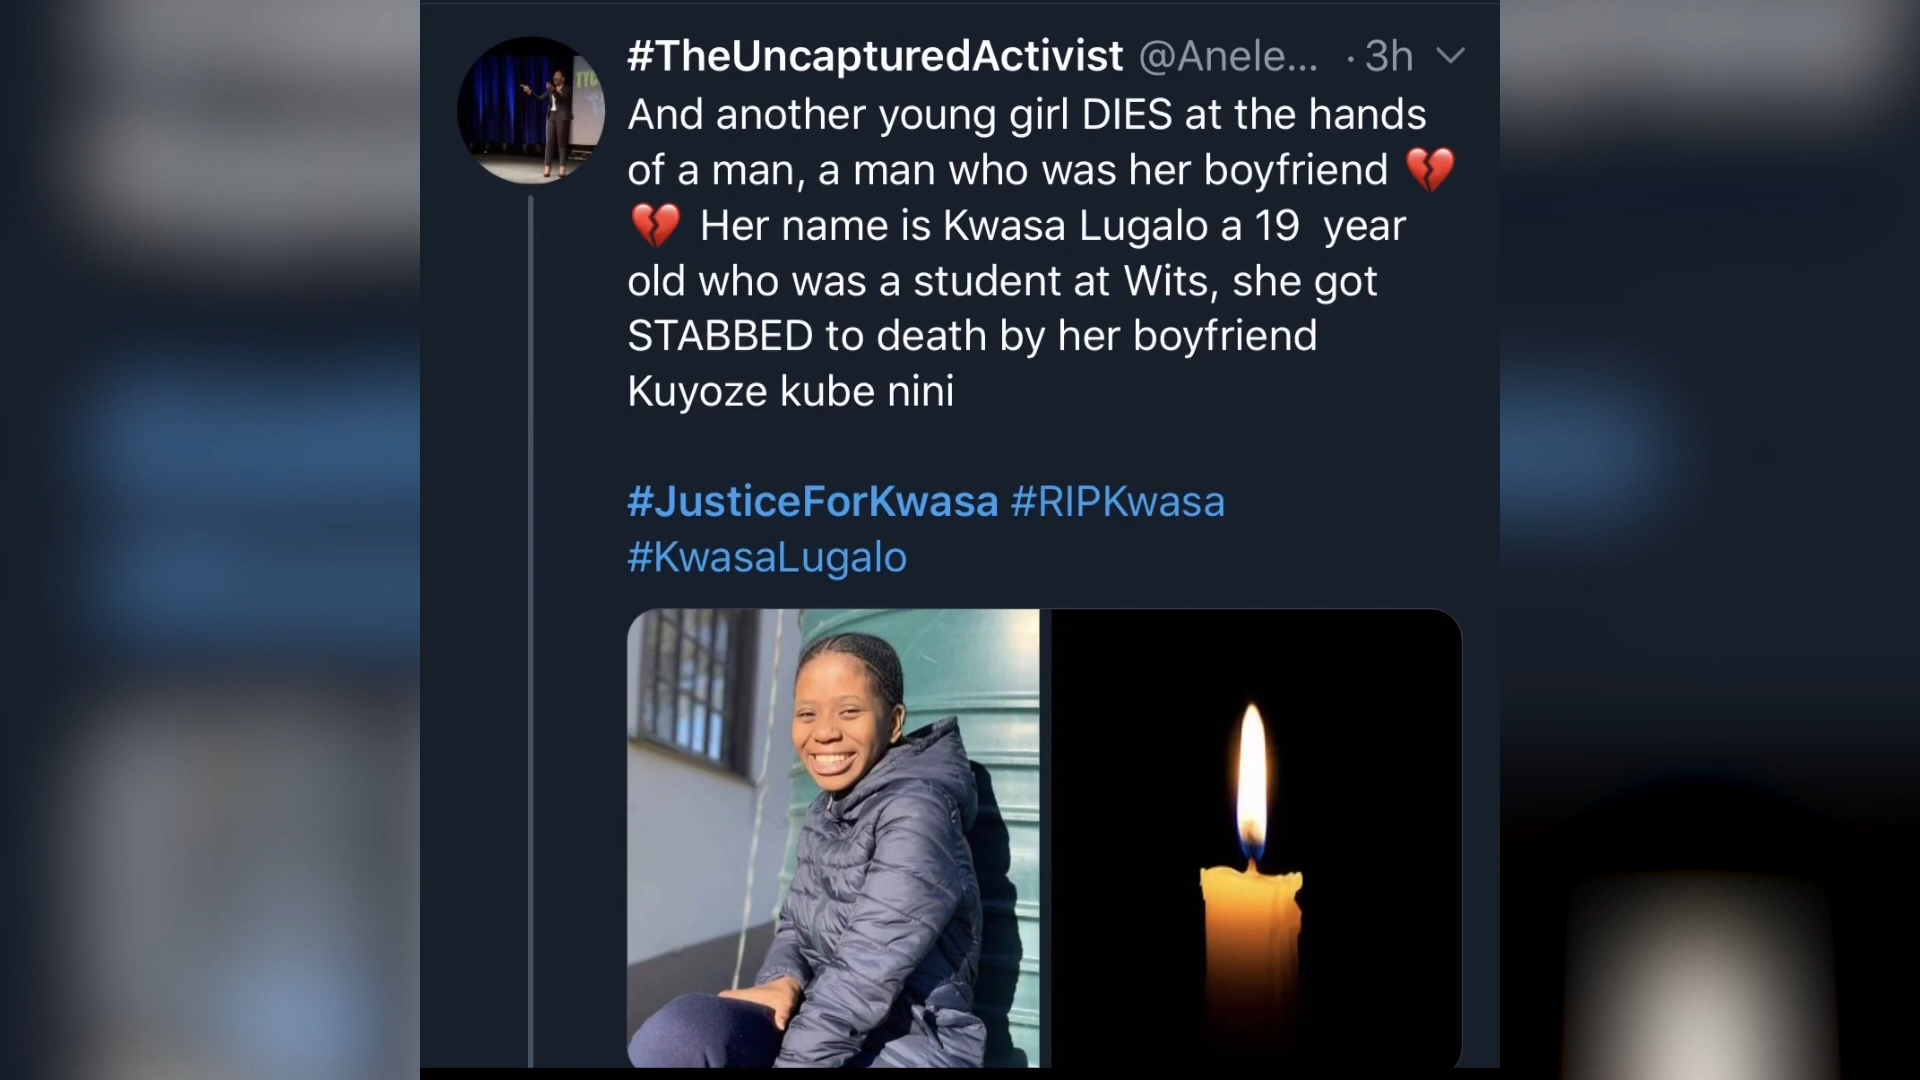 #TheUncapturedActivist @Anele... · 3h
And another young girl DIES at the hands
of a man, a man who was her boyfriend 💔
💔 Her name is Kwasa Lugalo a 19 year
old who was a student at Wits, she got
STABBED to death by her boyfriend
Kuyoze kube nini
#JusticeForKwasa #RIPKwasa
#KwasaLugalo